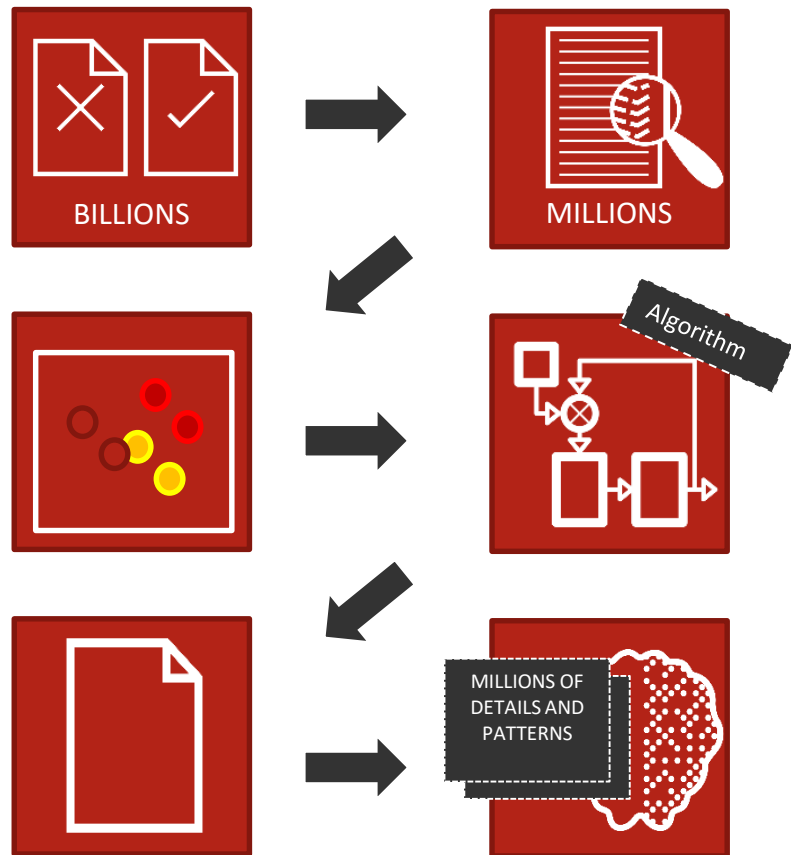 BILLIONS
MILLIONS
Algorithm
MILLIONS OF
DETAILS AND
PATTERNS